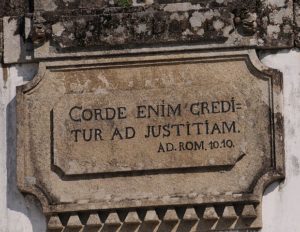 CORDE ENIM CREDI=
TUR AD JUSTITIAM.
AD. ROM. 10.10.